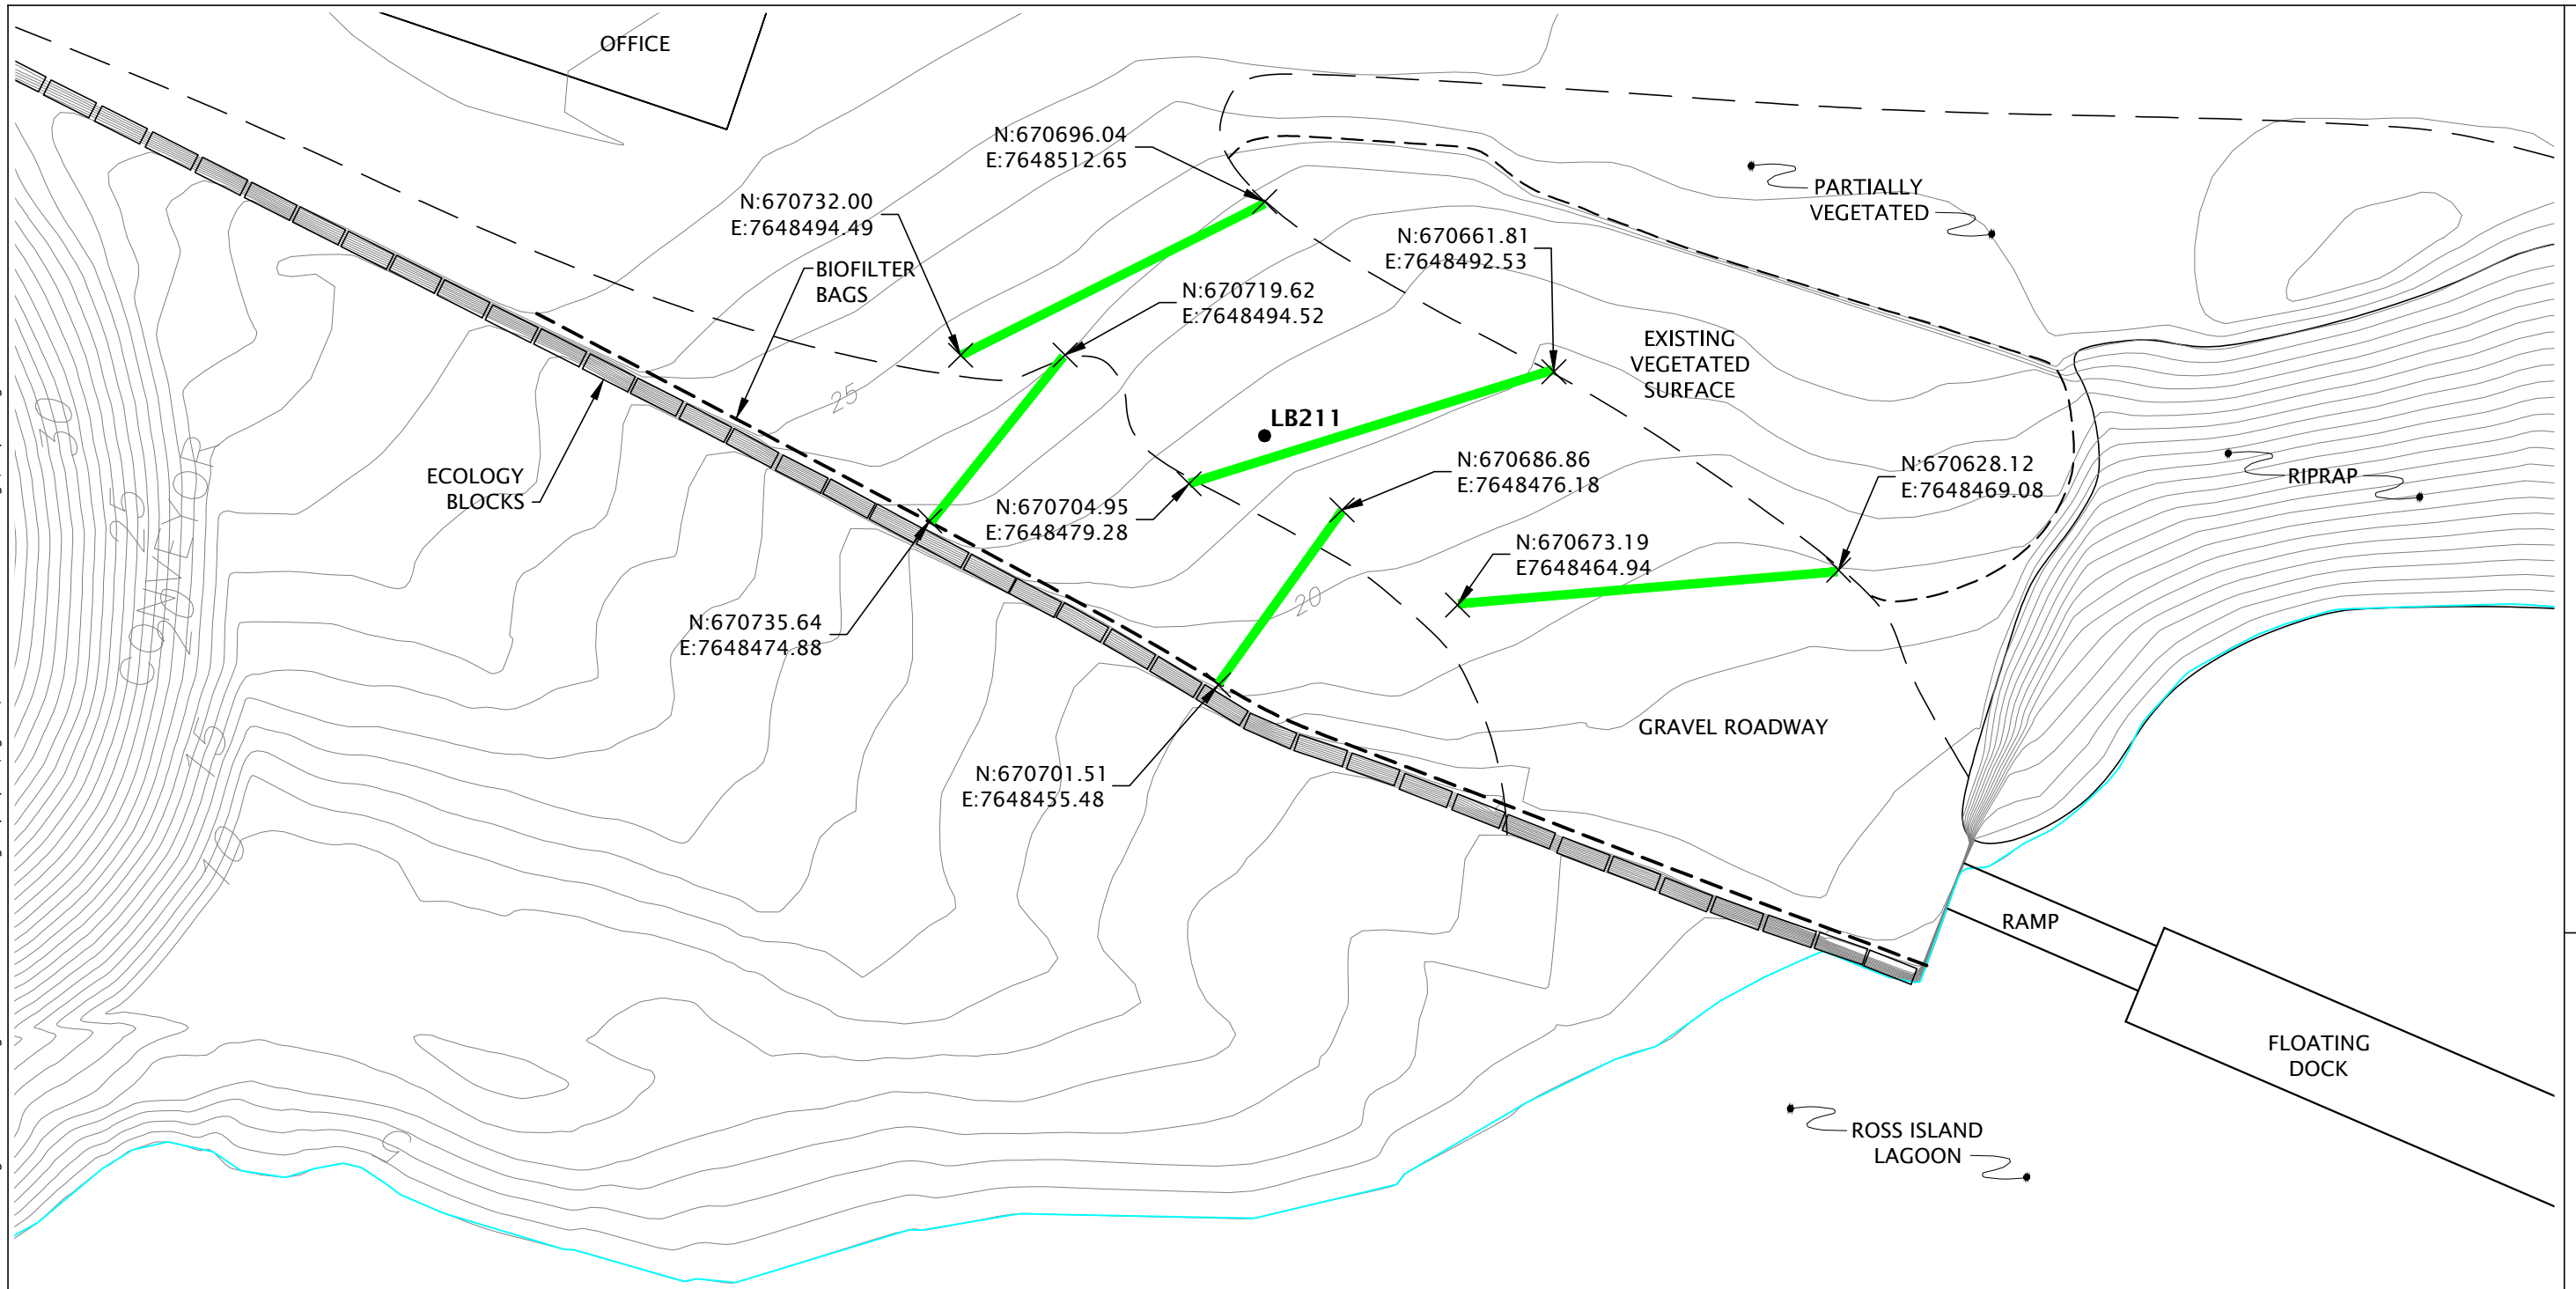 OFFICE
N:670696.04
E:7648512.65
PARTIALLY
VEGETATED
N:670732.00
E:7648494.49
N:670661.81
E:7648492.53
BIOFILTER
BAGS
N:670719.62
E:7648494.52
EXISTING
VEGETATED
SURFACE
25
30
LB211
ECOLOGY
BLOCKS
N:670704.95
E:7648479.28
N:670686.86
E:7648476.18
N:670628.12
E:7648469.08
RIPRAP
25
CONVEYOR
20
N:670673.19
E7648464.94
20
N:670735.64
E:7648474.88
15
GRAVEL ROADWAY
N:670701.51
E:7648455.48
10
RAMP
FLOATING
DOCK
ROSS ISLAND
LAGOON